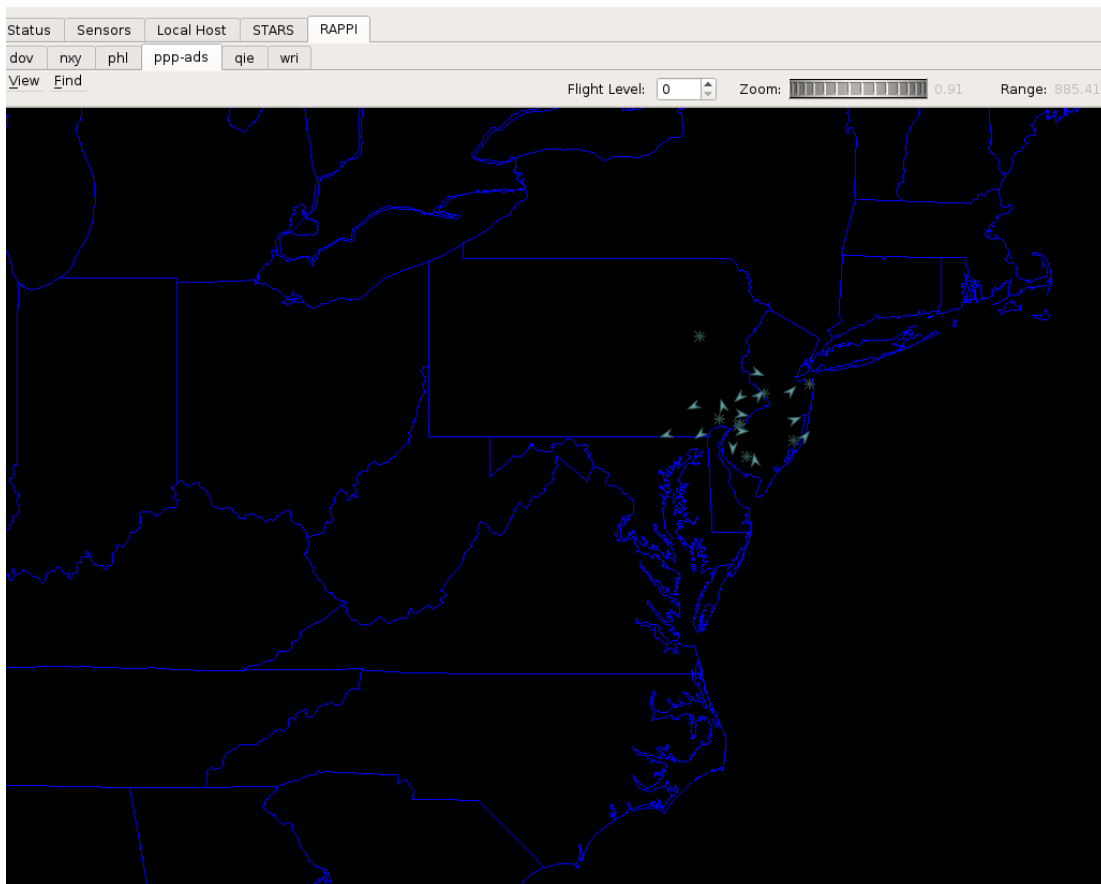 Status Sensors Local Host STARS RAPPI
dov nxy phl ppp-ads qie wri
View Find
Flight Level: 0 Zoom: 0.91 Range: 885.41